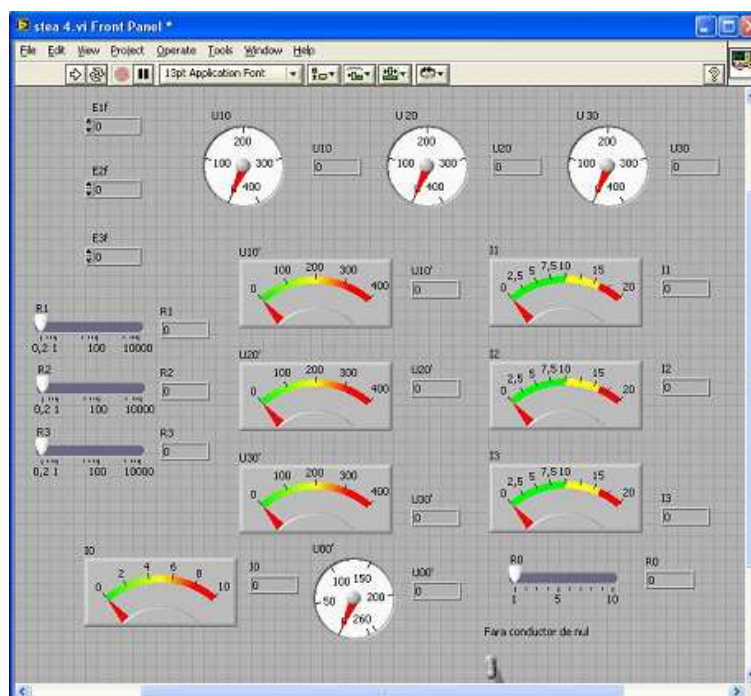 stea 4.vi Front Panel *
File Edit View Project Operate Tools Window Help
13pt Application Font
E1f
0
E2f
0
E3f
0
U10
100 200 300 400
U10
0
U 20
100 200 300 400
U20
0
U 30
100 200 300 400
U30
0
U10'
0 100 200 300 400
U10'
0
I1
0 2,5 5 7,5 10 15 20
I1
0
R1
0,2 1 100 10000
R1
0
U20'
0 100 200 300 400
U20'
0
I2
0 2,5 5 7,5 10 15 20
I2
0
R2
0,2 1 100 10000
R2
0
R3
0,2 1 100 10000
R3
0
U30'
0 100 200 300 400
U30'
0
I3
0 2,5 5 7,5 10 15 20
I3
0
I0
0 2 4 6 8 10
I0
0
U00'
50 100 150 200 260
U00'
0
R0
1 5 10
R0
0
Fara conductor de nul